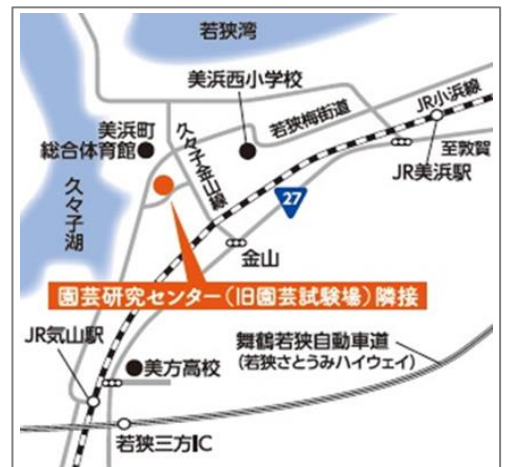 若狭湾
美浜西小学校
JR小浜線
若狭梅街道
美浜町
総合体育館
久々子金山線
至敦賀
JR美浜駅
久々子湖
27
金山
園芸研究センター(旧園芸試験場)隣接
JR気山駅
舞鶴若狭自動車道
(若狭さとうみハイウェイ)
美方高校
若狭三方IC